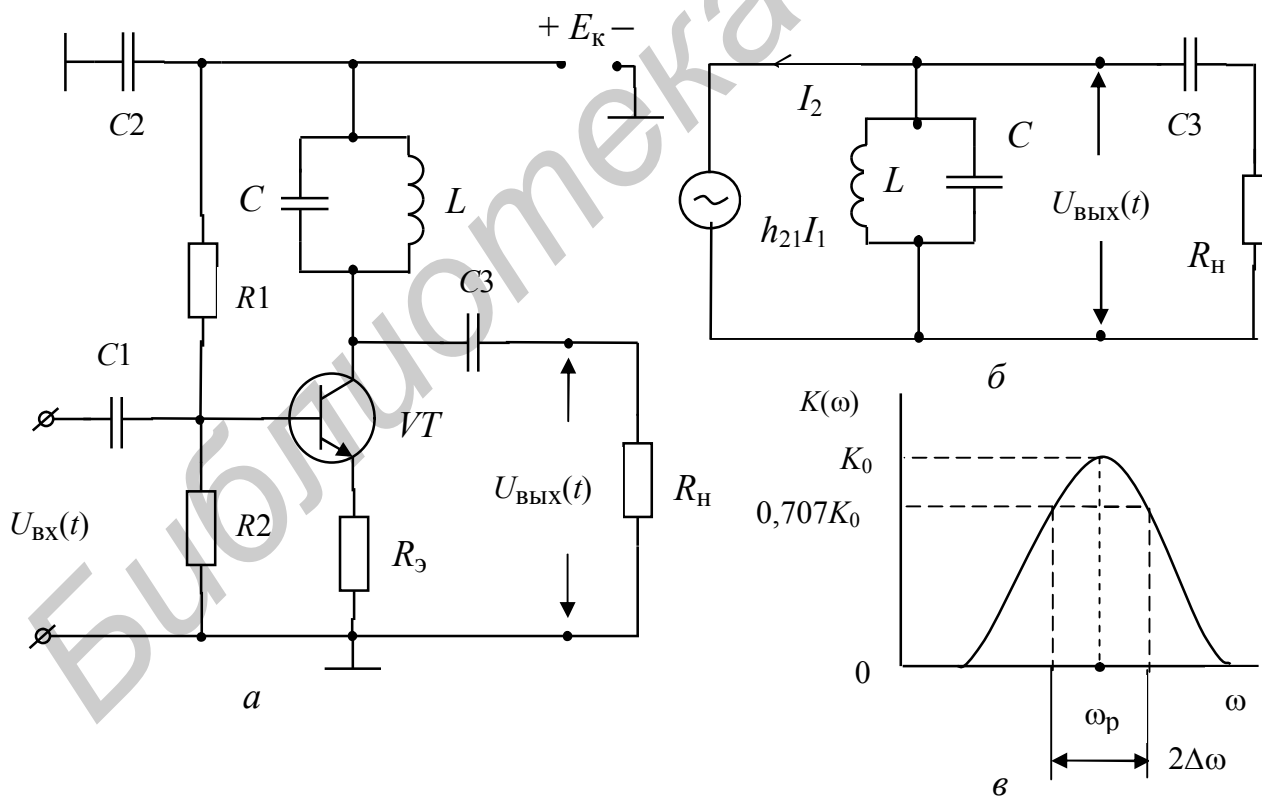 + Eк –
C2
C
L
R1
C3
C1
VT
Uвх(t)
R2
Rэ
Uвых(t)
Rн
а
I2
C
C3
L
h21I1
Uвых(t)
Rн
б
K(ω)
K0
0,707K0
0
ω
ωр
2Δω
в
Библиотека